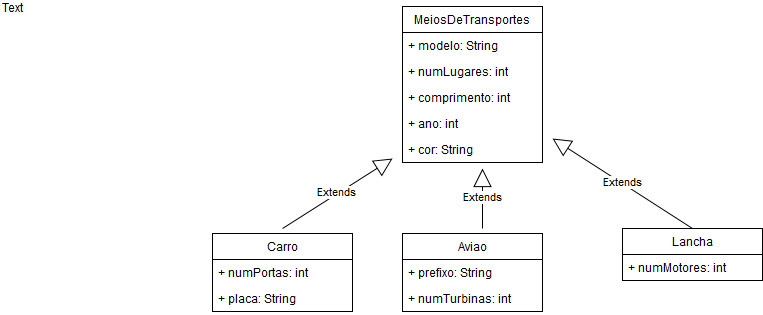 Text
MeiosDeTransportes
+ modelo: String
+ numLugares: int
+ comprimento: int
+ ano: int
+ cor: String
Extends
Extends
Extends
Carro
+ numPortas: int
+ placa: String
Aviao
+ prefixo: String
+ numTurbinas: int
Lancha
+ numMotores: int